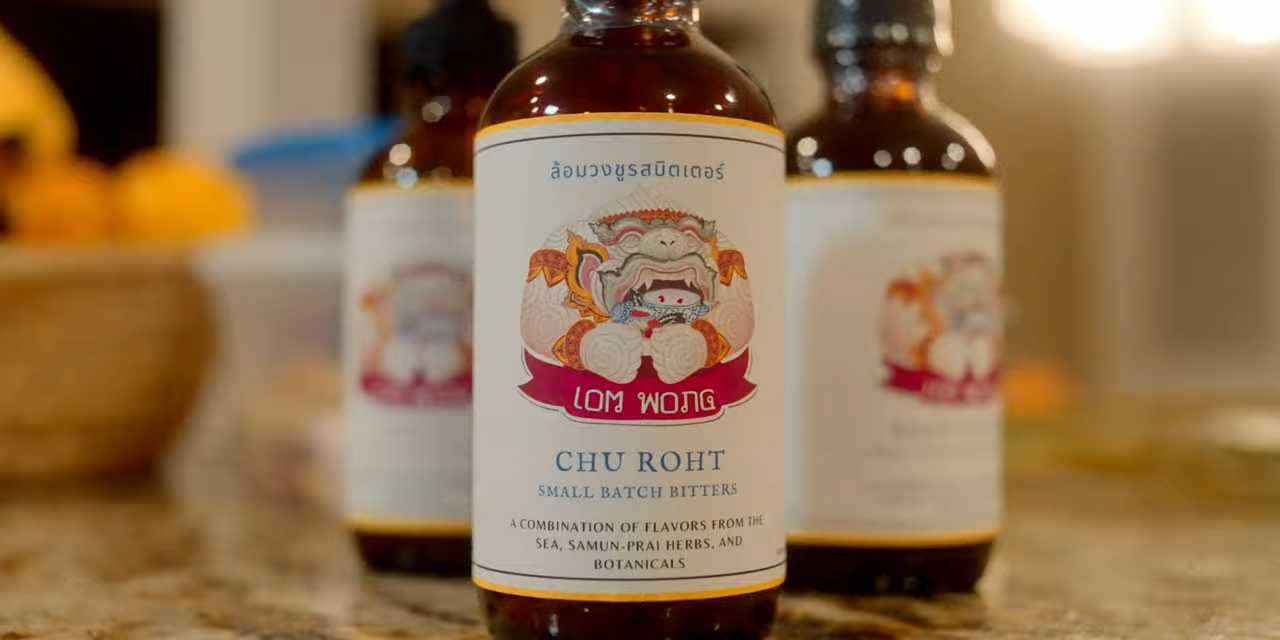 ล้อมวงชูรสบิตเตอร์
LOM WONG
CHU ROHT
SMALL BATCH BITTERS
A COMBINATION OF FLAVORS FROM THE
SEA, SAMUN-PRAI HERBS, AND
BOTANICALS